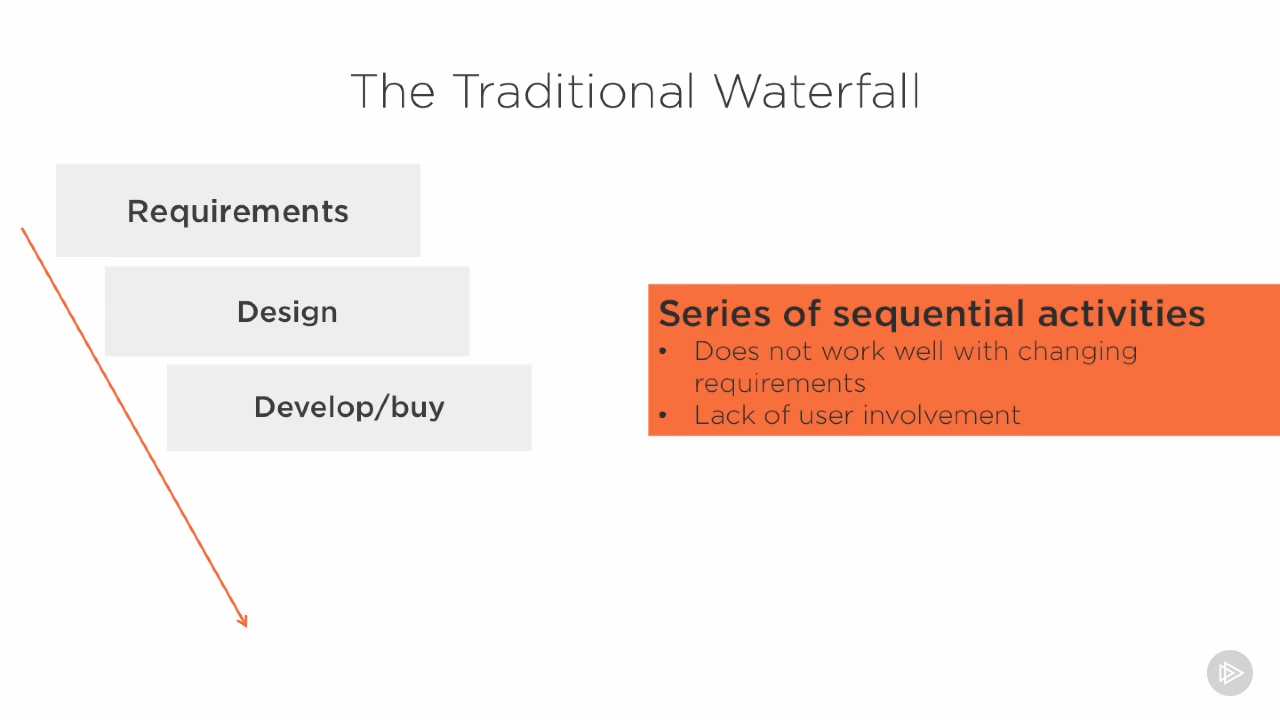 The Traditional Waterfall
Requirements
Design
Develop/buy
Series of sequential activities
• Does not work well with changing
requirements
• Lack of user involvement